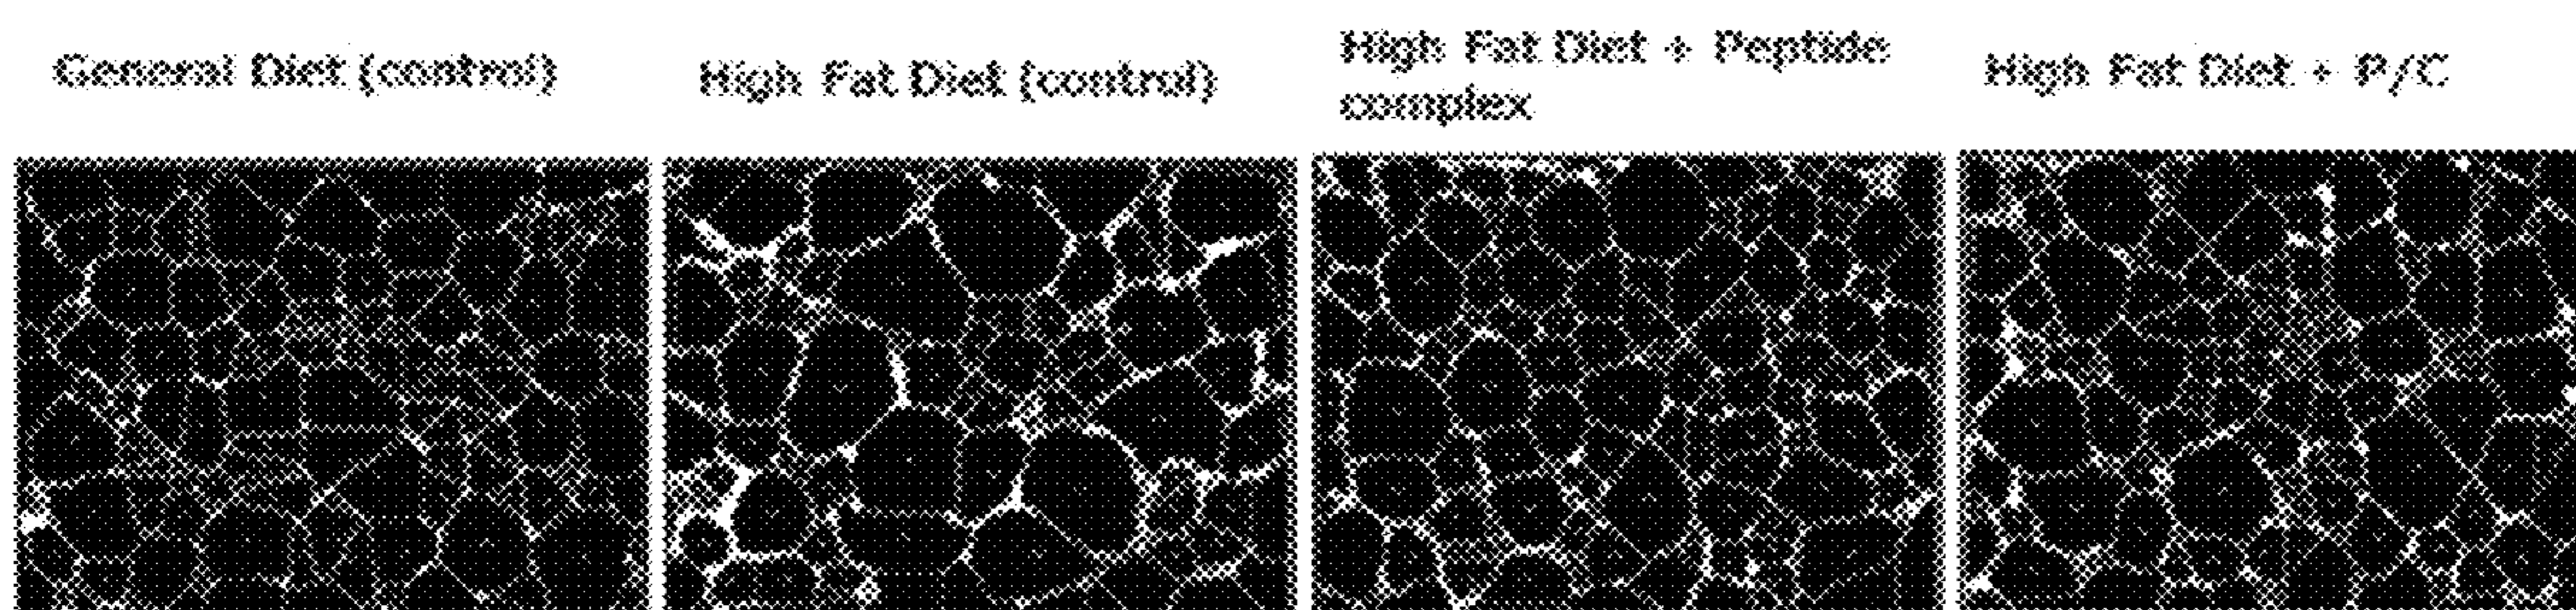 General Diet (control)
High Fat Diet (control)
High Fat Diet + Peptide
complex
High Fat Diet + P/C